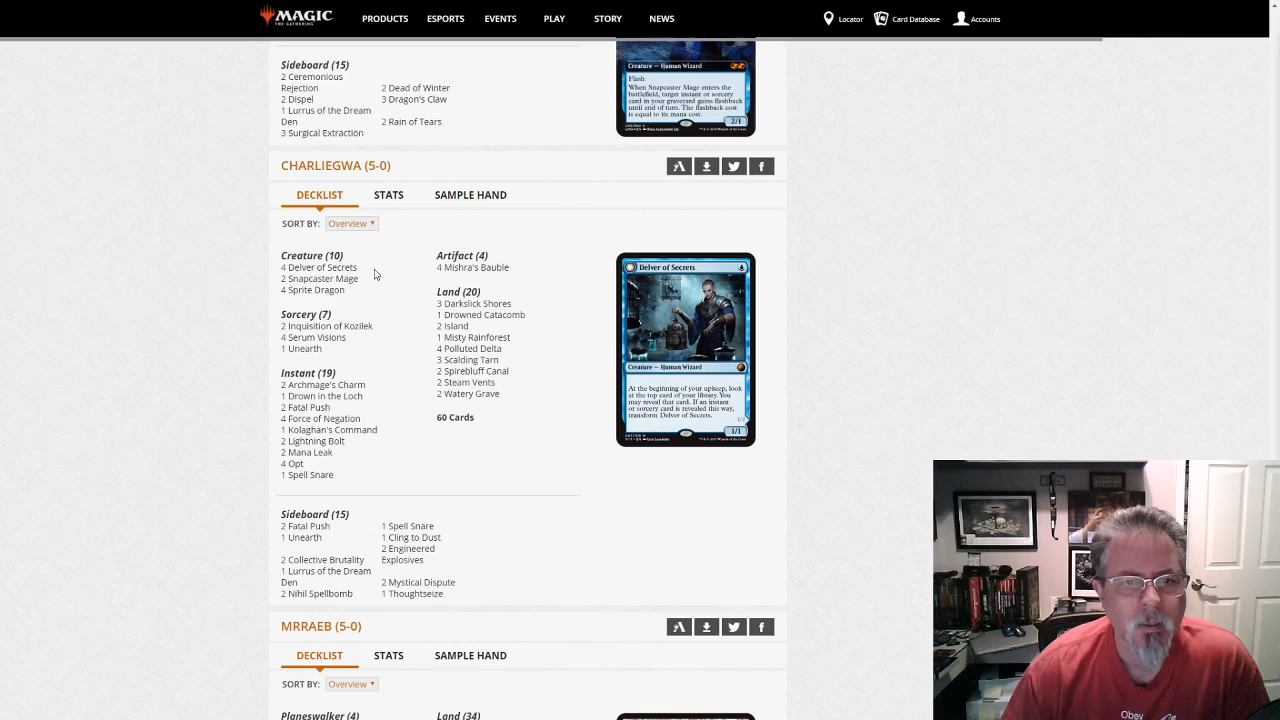 MAGIC
THE GATHERING
PRODUCTS ESPORTS EVENTS PLAY STORY NEWS
Locator Card Database Accounts
Sideboard (15)
2 Ceremonious
Rejection
2 Dispel
1 Lurrus of the Dream
Den
3 Surgical Extraction
2 Dead of Winter
3 Dragon's Claw
2 Rain of Tears
Creature — Human Wizard
Flash
When Snapcaster Mage enters the
battlefield, target instant or sorcery
card in your graveyard gains flashback
until end of turn. The flashback cost
is equal to its mana cost.
2/1
CHARLIEGWA (5-0)
DECKLIST STATS SAMPLE HAND
SORT BY: Overview
Creature (10)
4 Delver of Secrets
2 Snapcaster Mage
4 Sprite Dragon
Sorcery (7)
2 Inquisition of Kozilek
4 Serum Visions
1 Unearth
Instant (19)
2 Archmage's Charm
1 Drown in the Loch
2 Fatal Push
4 Force of Negation
1 Kolaghan's Command
2 Lightning Bolt
2 Mana Leak
4 Opt
1 Spell Snare
Artifact (4)
4 Mishra's Bauble
Land (20)
3 Darkslick Shores
1 Drowned Catacomb
2 Island
1 Misty Rainforest
4 Polluted Delta
3 Scalding Tarn
2 Spirebluff Canal
2 Steam Vents
2 Watery Grave
60 Cards
Delver of Secrets
Creature — Human Wizard
At the beginning of your upkeep, look
at the top card of your library. You
may reveal that card. If an instant
or sorcery card is revealed this way,
transform Delver of Secrets.
1/1
Sideboard (15)
2 Fatal Push
1 Unearth
2 Collective Brutality
1 Lurrus of the Dream
Den
2 Nihil Spellbomb
1 Spell Snare
1 Cling to Dust
2 Engineered
Explosives
2 Mystical Dispute
1 Thoughtseize
MRRAEB (5-0)
DECKLIST STATS SAMPLE HAND
SORT BY: Overview
Planeswalker (4)
Land (34)
Obey